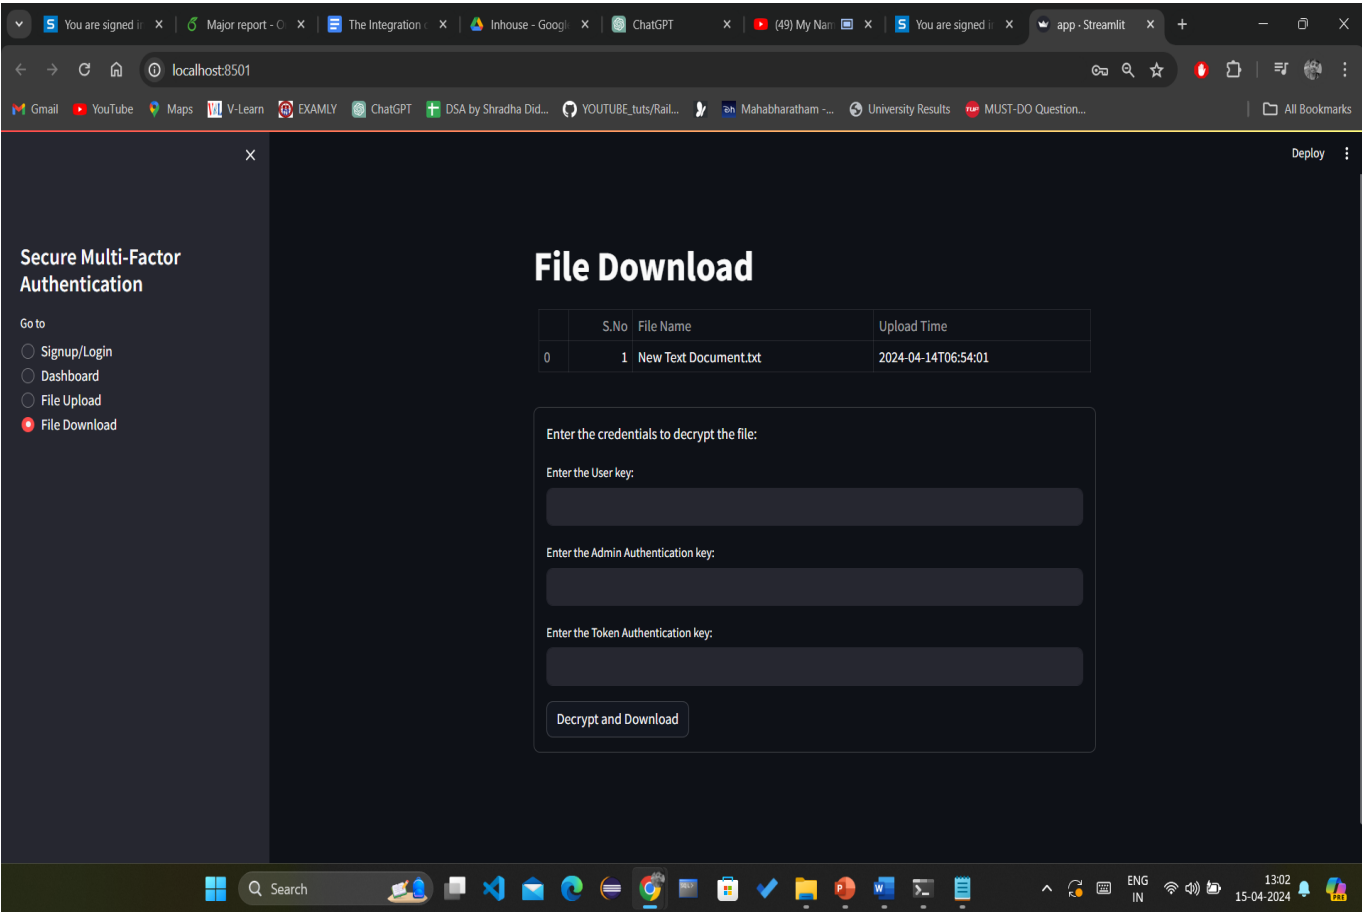 You are signed in
Major report - O
The Integration o
Inhouse - Google
ChatGPT
(49) My Nam
You are signed in
app · Streamlit
localhost:8501
Gmail
YouTube
Maps
V-Learn
EXAMLY
ChatGPT
DSA by Shradha Did...
YOUTUBE_tuts/Rail...
Mahabharatham -...
University Results
MUST-DO Question...
All Bookmarks
Deploy
Secure Multi-Factor
Authentication
Go to
Signup/Login
Dashboard
File Upload
File Download
File Download
S.No File Name Upload Time
0 1 New Text Document.txt 2024-04-14T06:54:01
Enter the credentials to decrypt the file:
Enter the User key:
Enter the Admin Authentication key:
Enter the Token Authentication key:
Decrypt and Download
Search
ENG
IN
13:02
15-04-2024
PRE